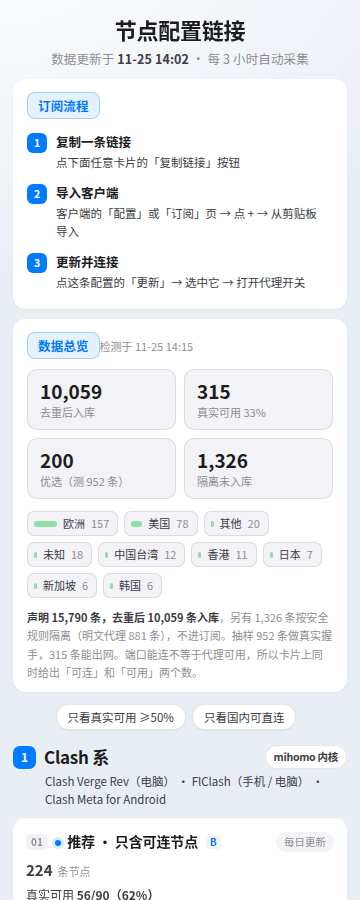 节点配置链接
数据更新于 11-25 14:02 · 每 3 小时自动采集
订阅流程
1 复制一条链接
点下面任意卡片的「复制链接」按钮
2 导入客户端
客户端的「配置」或「订阅」页 → 点 + → 从剪贴板
导入
3 更新并连接
点这条配置的「更新」→ 选中它 → 打开代理开关
数据总览 检测于 11-25 14:15
10,059
去重后入库
315
真实可用 33%
200
优选（测 952 条）
1,326
隔离未入库
欧洲 157 美国 78 其他 20
未知 18 中国台湾 12 香港 11 日本 7
新加坡 6 韩国 6
声明 15,790 条，去重后 10,059 条入库，另有 1,326 条按安全
规则隔离（明文代理 881 条），不进订阅。抽样 952 条做真实握
手，315 条能出网。端口能连不等于代理可用，所以卡片上同
时给出「可连」和「可用」两个数。
只看真实可用 ≥50% 只看国内可直连
1 Clash 系 mihomo 内核
Clash Verge Rev（电脑） · FlClash（手机 / 电脑） ·
Clash Meta for Android
01 推荐 · 只含可连节点 B 每日更新
224 条节点
真实可用 56/90（62%）